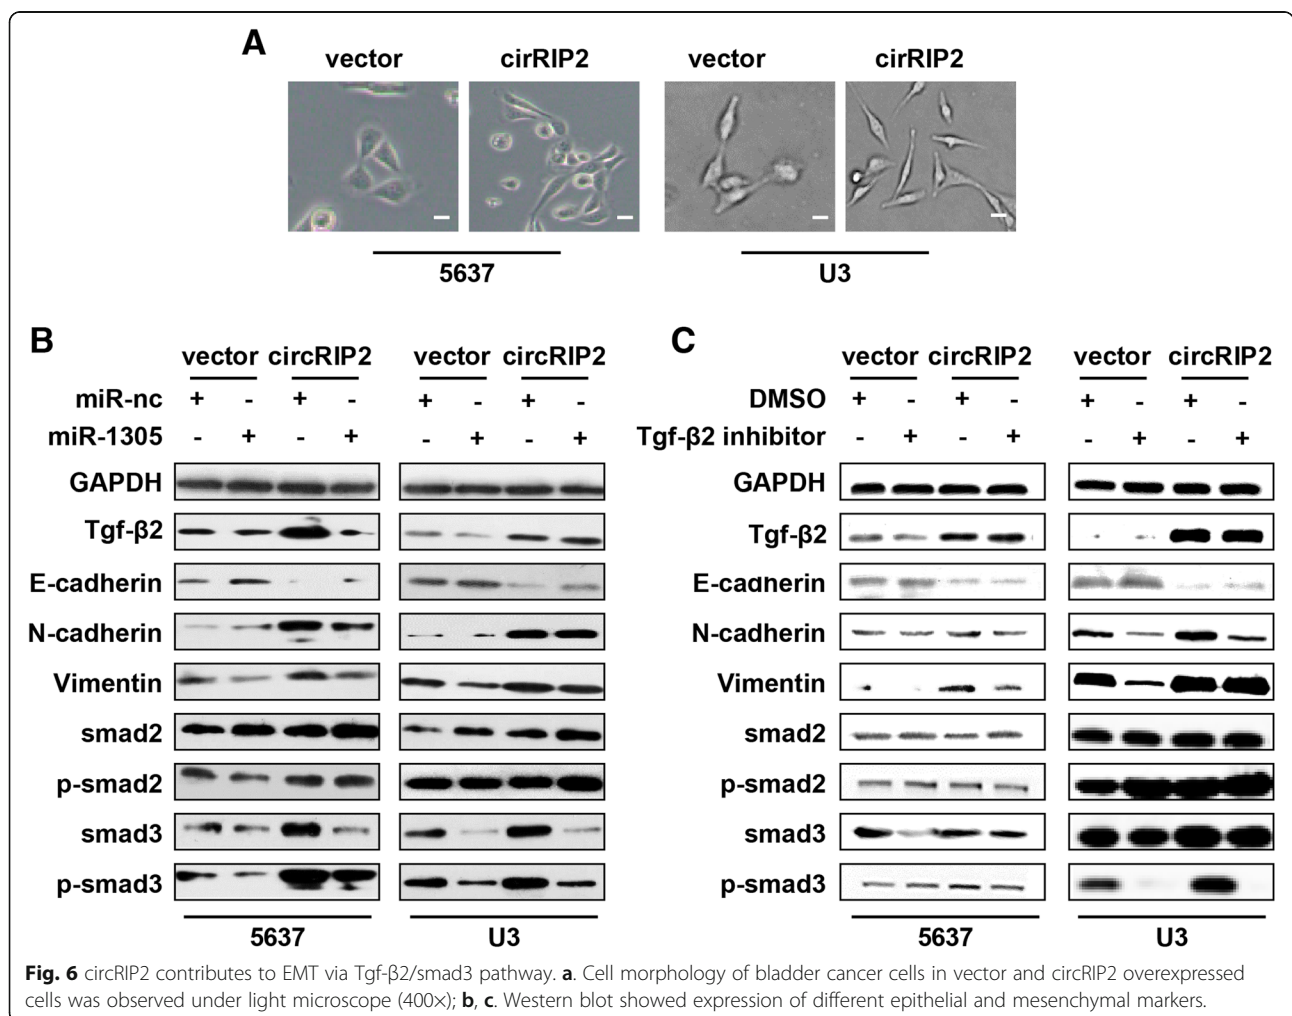 A
vector cirRIP2 vector cirRIP2
5637 U3
B
vector circRIP2 vector circRIP2
miR-nc + - + - + - + -
miR-1305 - + - + - + - +
GAPDH
Tgf-β2
E-cadherin
N-cadherin
Vimentin
smad2
p-smad2
smad3
p-smad3
5637 U3
C
vector circRIP2 vector circRIP2
DMSO + - + - + - + -
Tgf-β2 inhibitor - + - + - + - +
GAPDH
Tgf-β2
E-cadherin
N-cadherin
Vimentin
smad2
p-smad2
smad3
p-smad3
5637 U3
Fig. 6 circRIP2 contributes to EMT via Tgf-β2/smad3 pathway. a. Cell morphology of bladder cancer cells in vector and circRIP2 overexpressed
cells was observed under light microscope (400×); b, c. Western blot showed expression of different epithelial and mesenchymal markers.